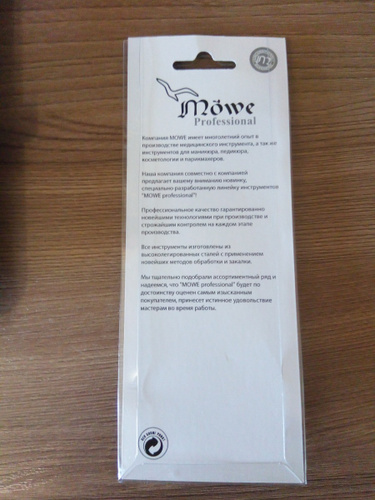 Möwe
Professional
Компания MOWE имеет многолетний опыт в
производстве медицинского инструмента, а так же
инструментов для маникюра, педикюра,
косметологии и парикмахеров.
Наша компания совместно с компанией
предлагает вашему вниманию новинку,
специально разработанную линейку инструментов
"MOWE professional"!
Профессиональное качество гарантированно
новейшими технологиями при производстве и
строжайшим контролем на каждом этапе
производства.
Все инструменты изготовлены из
высоколегированных сталей с применением
новейших методов обработки и закалки.
Мы тщательно подобрали ассортиментный ряд и
надеемся, что "MOWE professional" будет по
достоинству оценен самым изысканным
покупателем, принесет истинное удовольствие
мастерам во время работы.